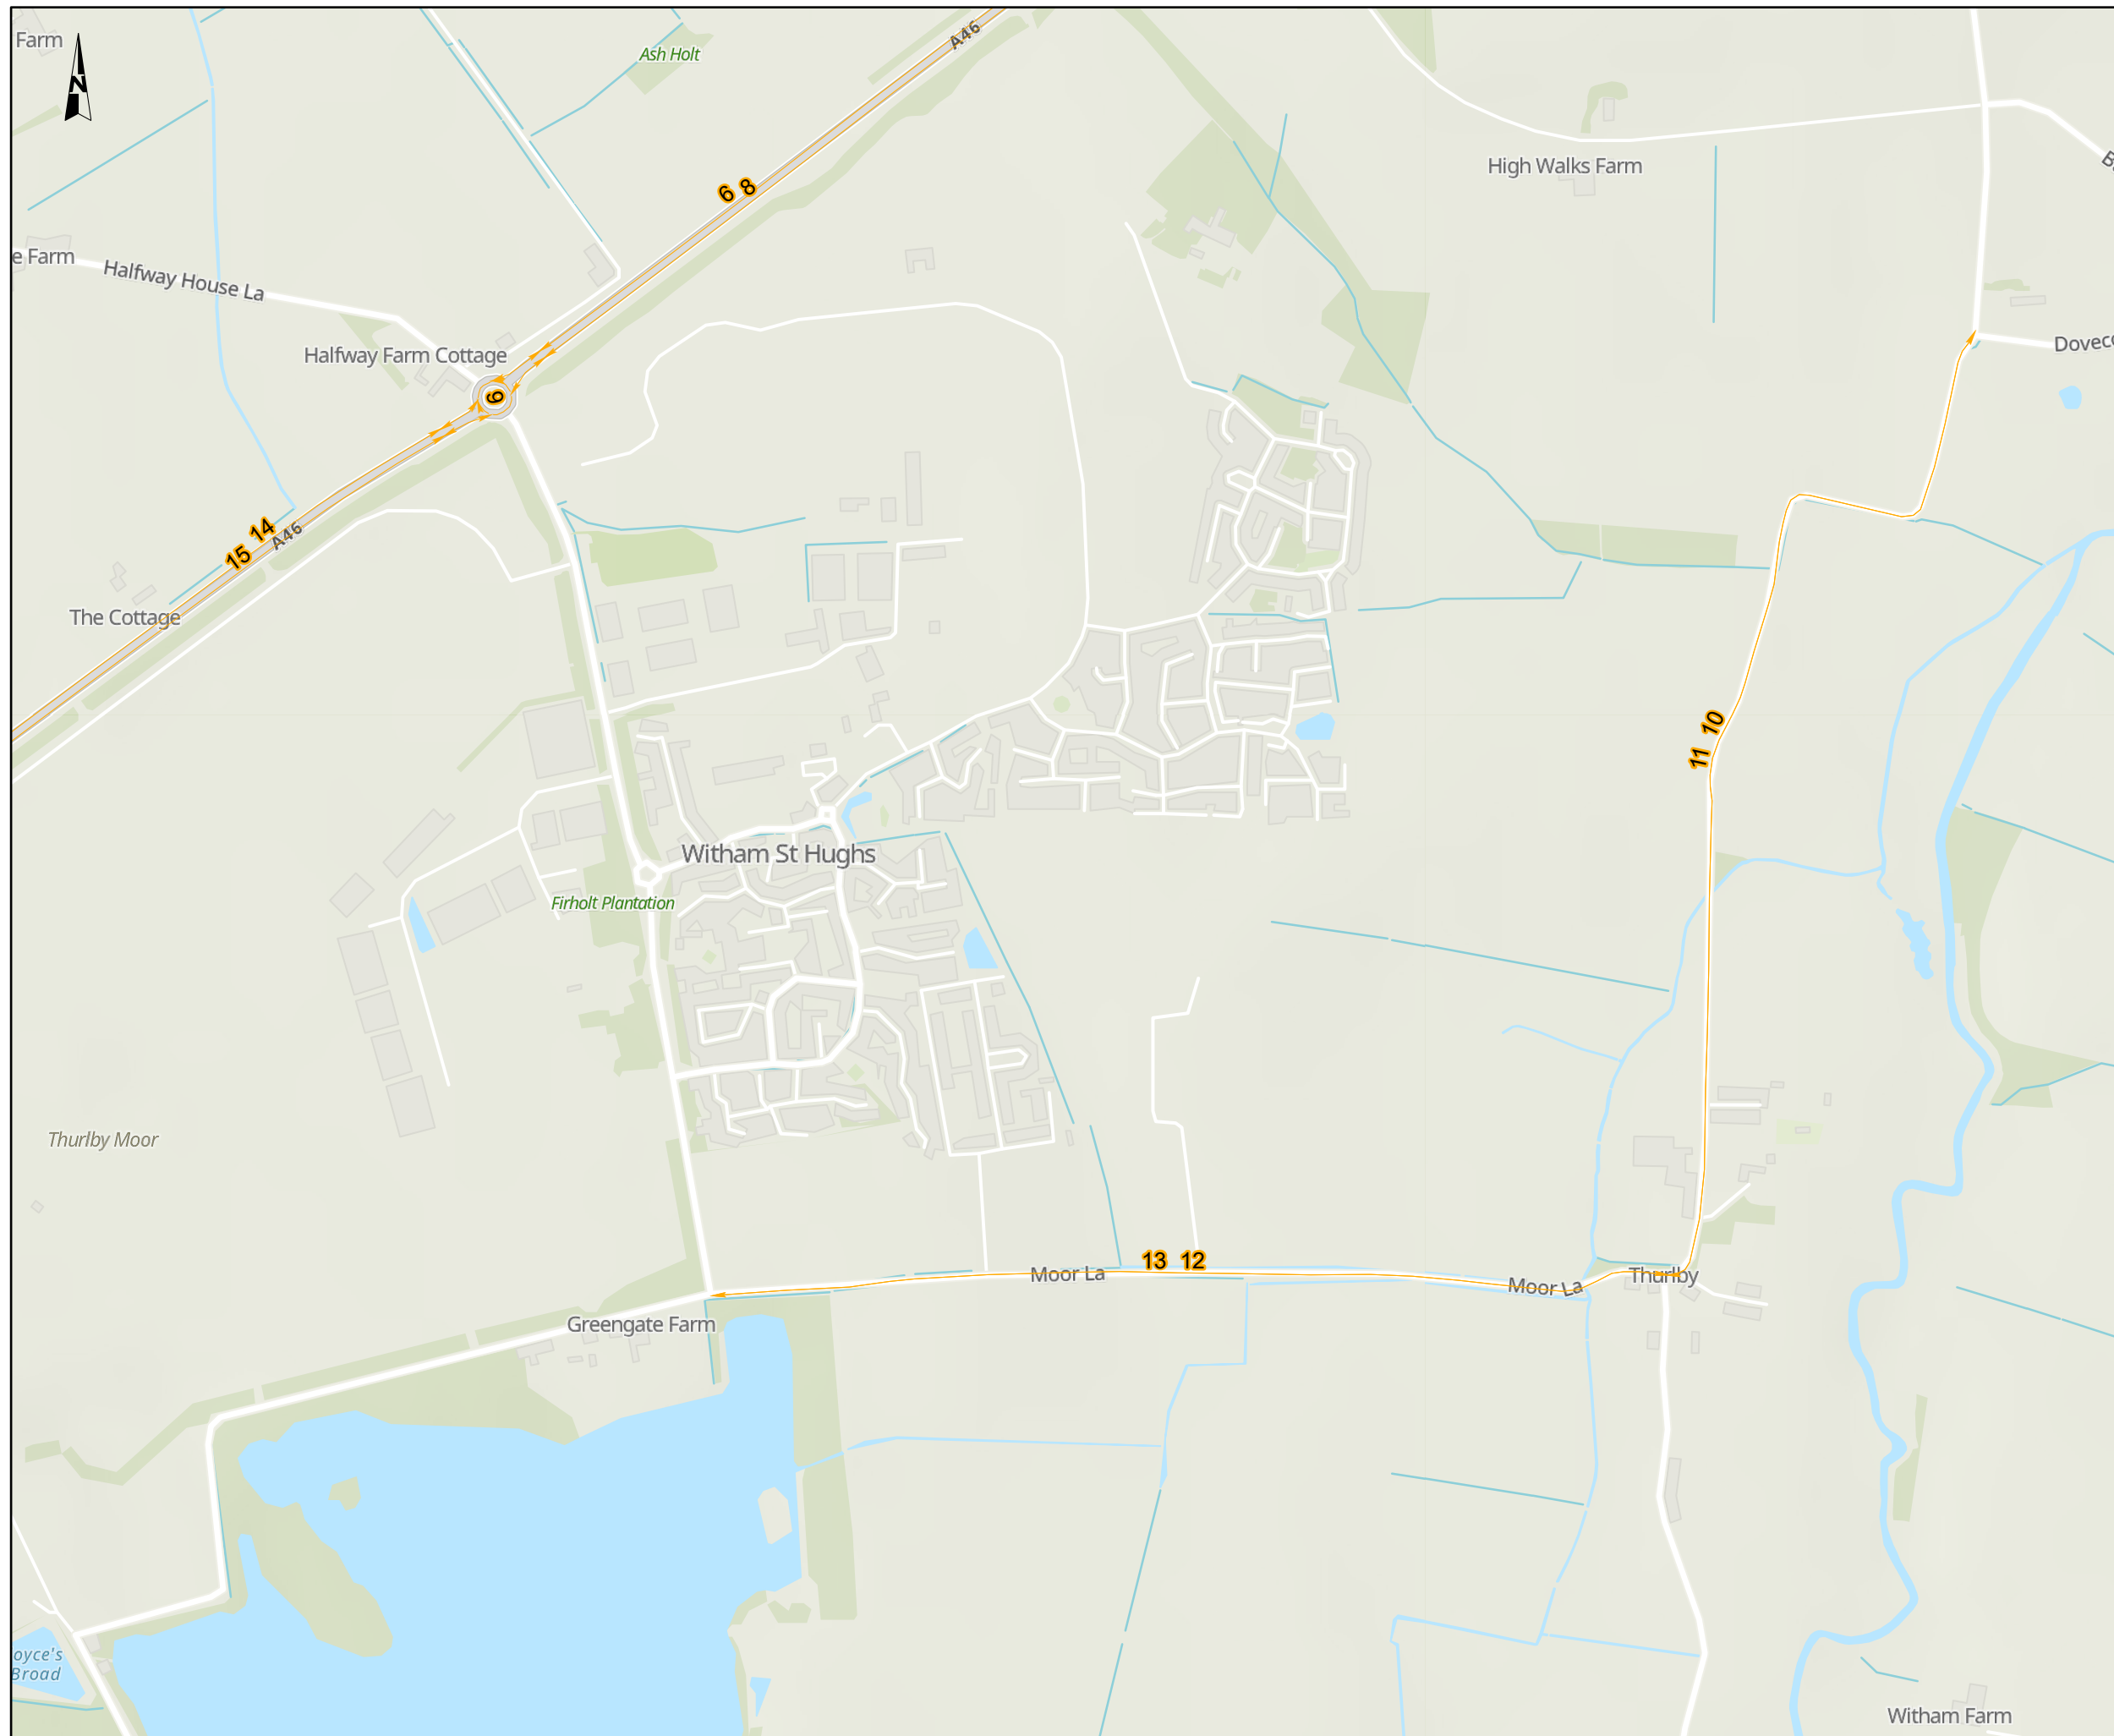 Farm
N
Ash Holt
A46
High Walks Farm
6 8
e Farm
Halfway House La
Halfway Farm Cottage
6
Doveco
15 14
A46
The Cottage
11 10
Witham St Hughs
Firholt Plantation
Thurlby Moor
13 12
Moor La
Moor La
Thurlby
Greengate Farm
oyce's
Broad
Witham Farm